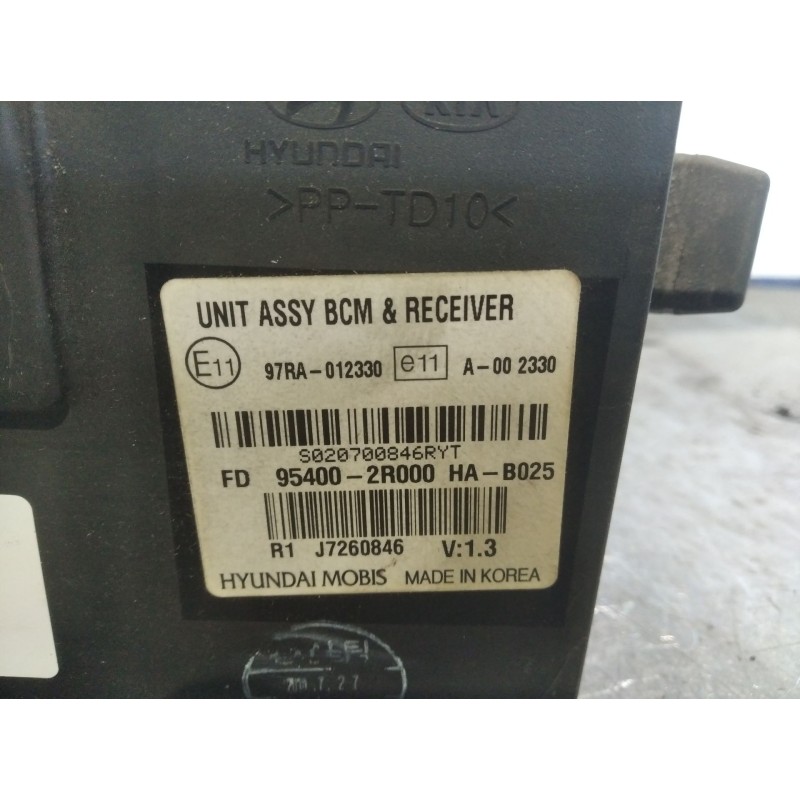 KIA
HYUNDAI
>PP-TD10<
UNIT ASSY BCM & RECEIVER
E11 97RA-012330 e11 A-00 2330
S020700846RYT
FD 95400-2R000 HA-B025
R1 J7260846 V:1.3
HYUNDAI MOBIS MADE IN KOREA